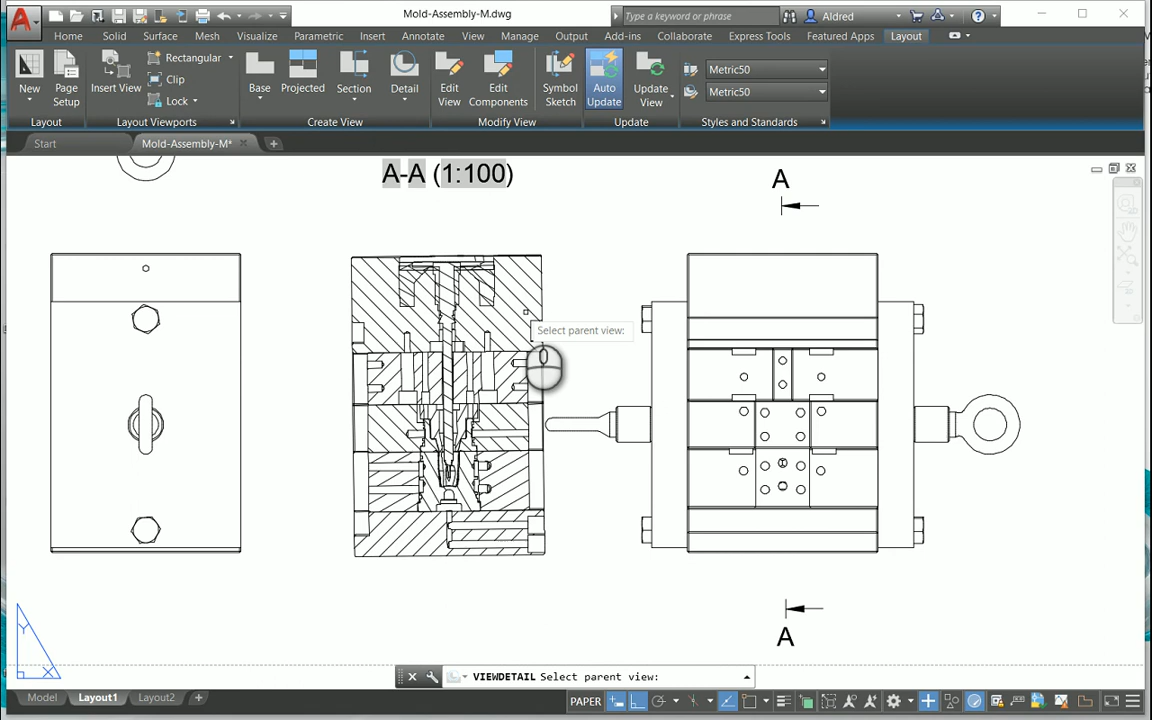 Mold-Assembly-M.dwg
Type a keyword or phrase
Aldred
Home Solid Surface Mesh Visualize Parametric Insert Annotate View Manage Output Add-ins Collaborate Express Tools Featured Apps Layout
New
Page Setup
Layout
Insert View
Rectangular
Clip
Lock
Layout Viewports
Base
Projected
Section
Detail
Create View
Edit View
Edit Components
Symbol Sketch
Modify View
Auto Update
Update View
Update
Metric50
Metric50
Styles and Standards
Start
Mold-Assembly-M*
A-A (1:100)
A
Select parent view:
A
Y
X
VIEWDETAIL Select parent view:
Model
Layout1
Layout2
PAPER